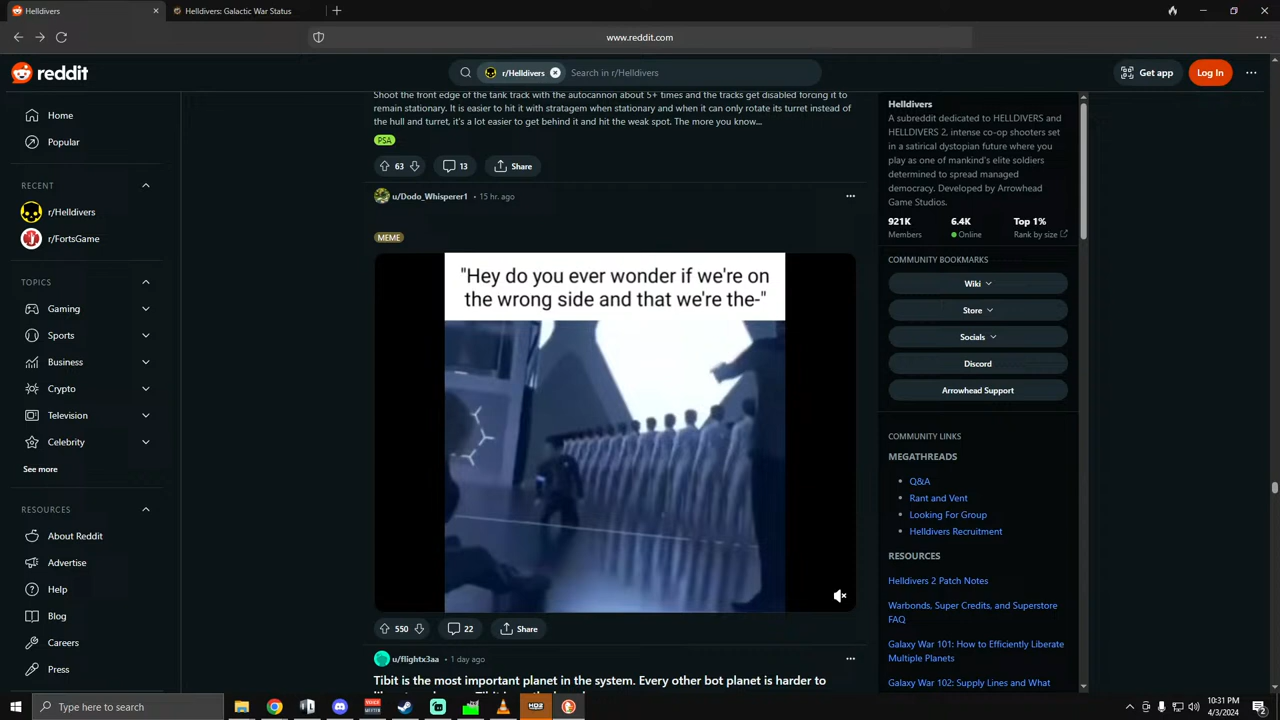 Helldivers
Helldivers: Galactic War Status
www.reddit.com
reddit
r/Helldivers
Search in r/Helldivers
Get app
Log In
Home
Popular
RECENT
r/Helldivers
r/FortsGame
TOPICS
Gaming
Sports
Business
Crypto
Television
Celebrity
See more
RESOURCES
About Reddit
Advertise
Help
Blog
Careers
Press
Shoot the front edge of the tank track with the autocannon about 5+ times and the tracks get disabled forcing it to
remain stationary. It is easier to hit it with stratagem when stationary and when it can only rotate its turret instead of
the hull and turret, it's a lot easier to get behind it and hit the weak spot. The more you know...
PSA
63
13
Share
u/Dodo_Whisperer1 • 15 hr. ago
MEME
"Hey do you ever wonder if we're on
the wrong side and that we're the-"
550
22
Share
u/flightx3aa • 1 day ago
Tibit is the most important planet in the system. Every other bot planet is harder to
Helldivers
A subreddit dedicated to HELLDIVERS and
HELLDIVERS 2, intense co-op shooters set
in a satirical dystopian future where you
play as one of mankind's elite soldiers
determined to spread managed
democracy. Developed by Arrowhead
Game Studios.
921K
6.4K
Top 1%
Members
Online
Rank by size
COMMUNITY BOOKMARKS
Wiki
Store
Socials
Discord
Arrowhead Support
COMMUNITY LINKS
MEGATHREADS
Q&A
Rant and Vent
Looking For Group
Helldivers Recruitment
RESOURCES
Helldivers 2 Patch Notes
Warbonds, Super Credits, and Superstore
FAQ
Galaxy War 101: How to Efficiently Liberate
Multiple Planets
Galaxy War 102: Supply Lines and What
Type here to search
HD2
10:31 PM
4/3/2024